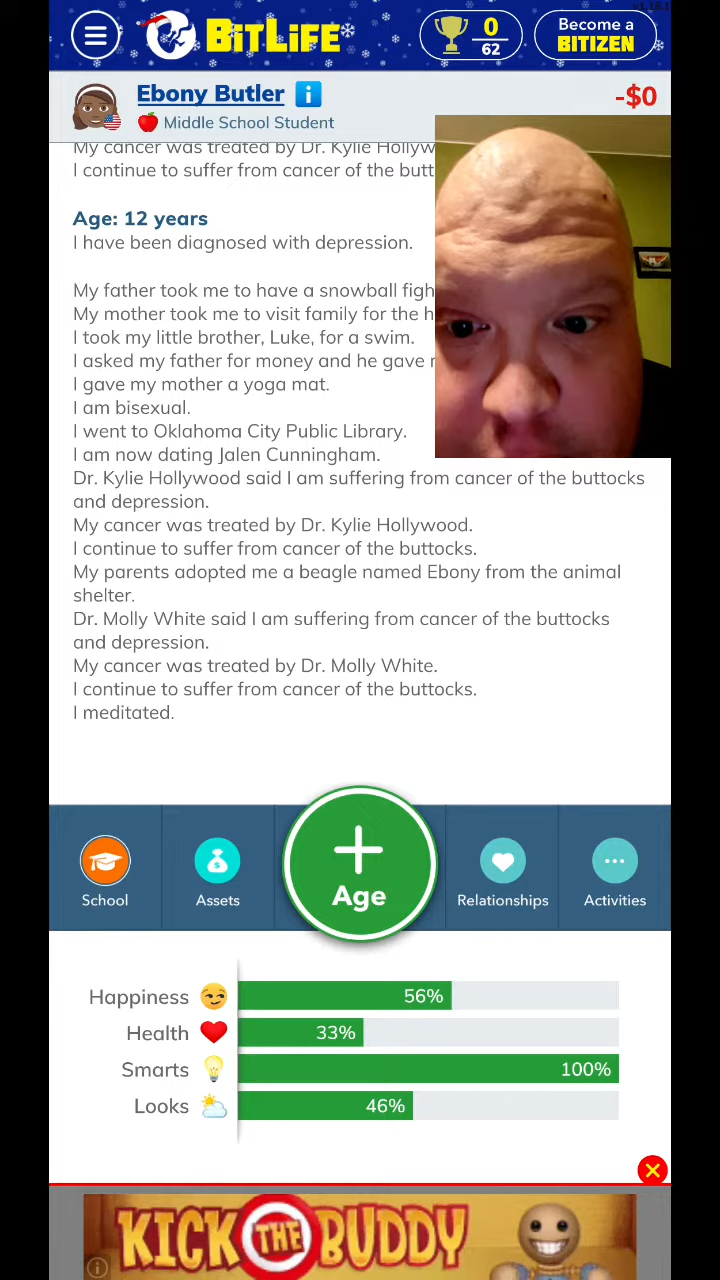 BITLIFE
0
62
Become a
BITIZEN
Ebony Butler i
-$0
Middle School Student
My cancer was treated by Dr. Kylie Hollyw
I continue to suffer from cancer of the butt
Age: 12 years
I have been diagnosed with depression.
My father took me to have a snowball figh
My mother took me to visit family for the h
I took my little brother, Luke, for a swim.
I asked my father for money and he gave
I gave my mother a yoga mat.
I am bisexual.
I went to Oklahoma City Public Library.
I am now dating Jalen Cunningham.
Dr. Kylie Hollywood said I am suffering from cancer of the buttocks
and depression.
My cancer was treated by Dr. Kylie Hollywood.
I continue to suffer from cancer of the buttocks.
My parents adopted me a beagle named Ebony from the animal
shelter.
Dr. Molly White said I am suffering from cancer of the buttocks
and depression.
My cancer was treated by Dr. Molly White.
I continue to suffer from cancer of the buttocks.
I meditated.
School
Assets
+
Age
Relationships
Activities
Happiness 56%
Health 33%
Smarts 100%
Looks 46%
KICK THE BUDDY